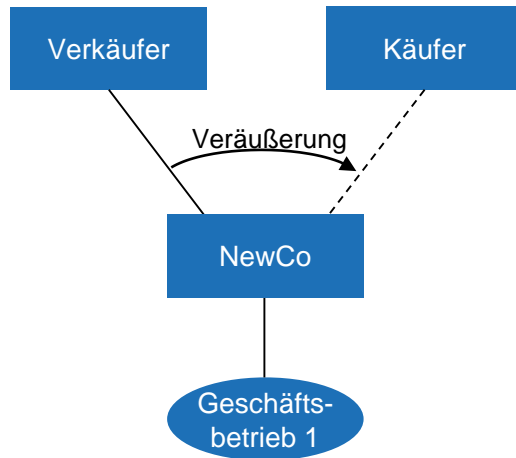 Verkäufer
Käufer
Veräußerung
NewCo
Geschäfts-
betrieb 1